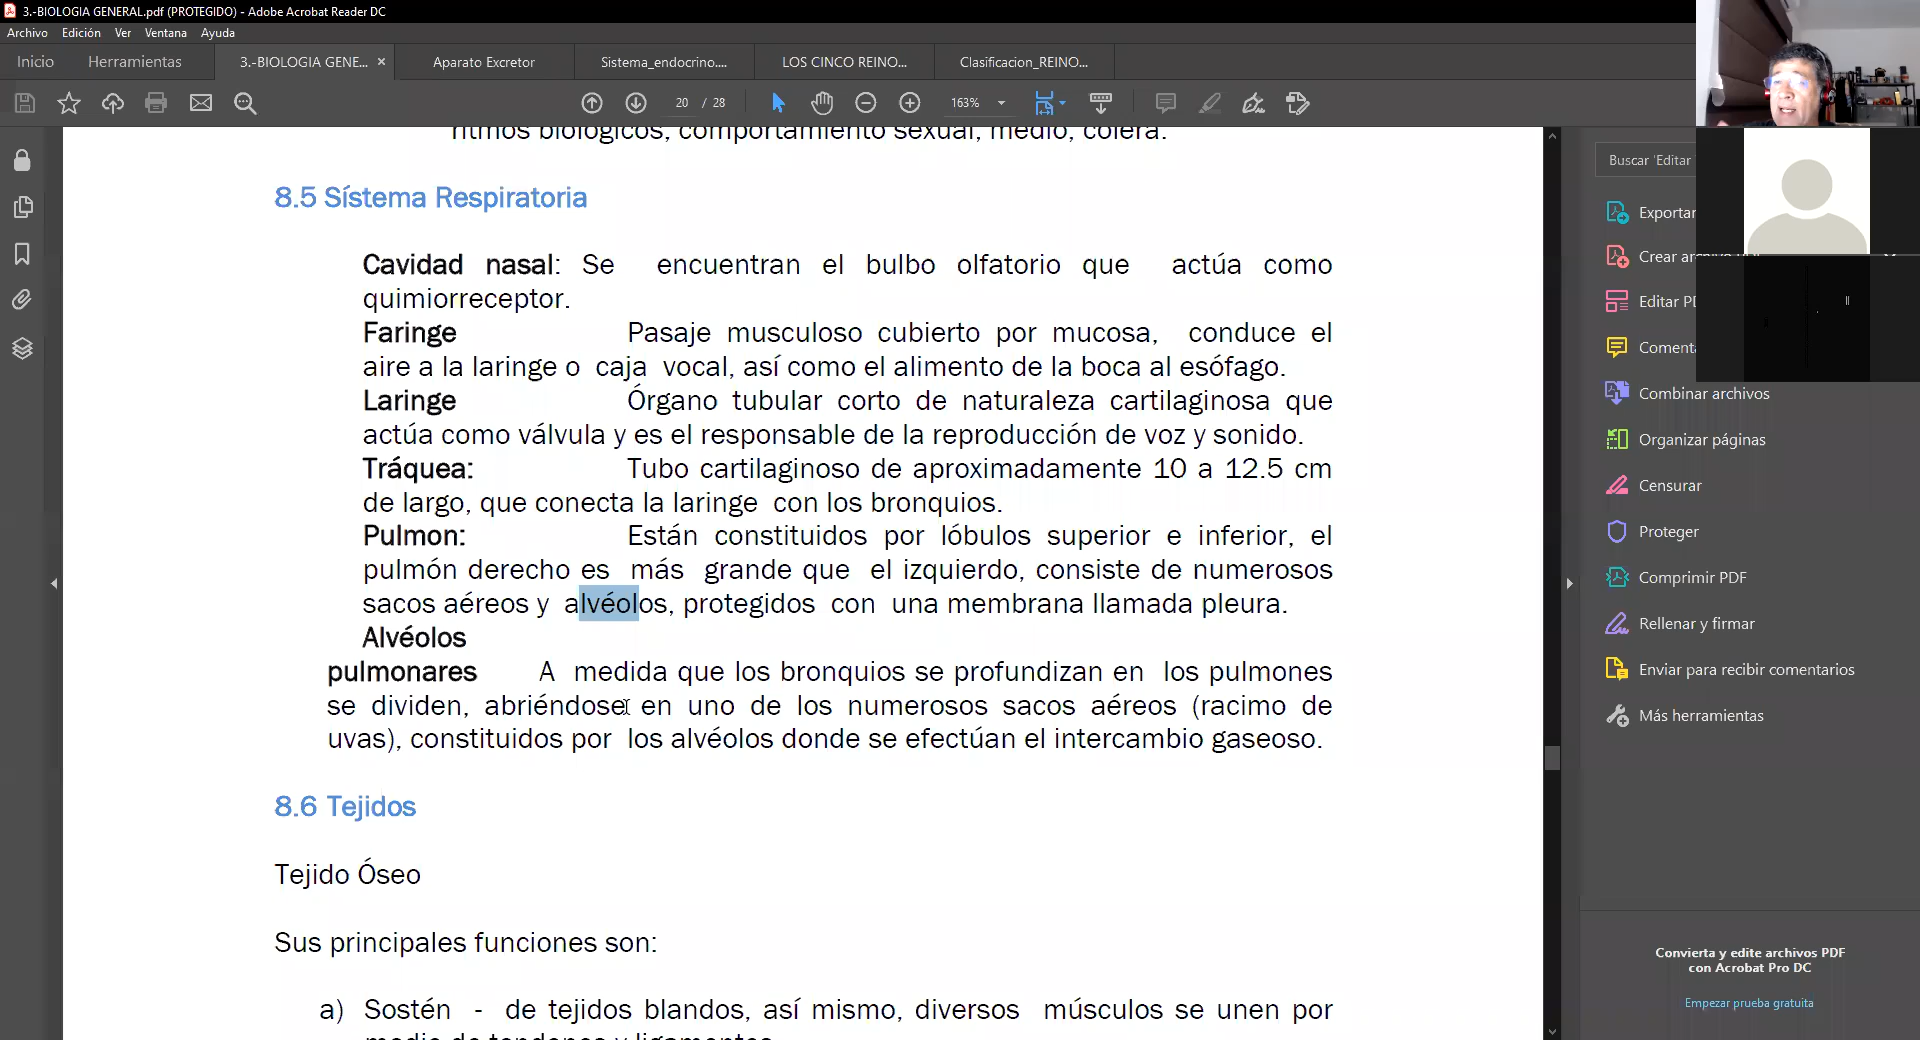 3.-BIOLOGIA GENERAL.pdf (PROTEGIDO) - Adobe Acrobat Reader DC
Archivo Edición Ver Ventana Ayuda
Inicio Herramientas 3.-BIOLOGIA GENE... × Aparato Excretor Sistema_endocrino.... LOS CINCO REINO... Clasificacion_REINO...
20 / 28 163%
ritmos biológicos, comportamiento sexual, medio, cólera.
8.5 Sístema Respiratoria
Cavidad nasal: Se encuentran el bulbo olfatorio que actúa como
quimiorreceptor.
Faringe Pasaje musculoso cubierto por mucosa, conduce el
aire a la laringe o caja vocal, así como el alimento de la boca al esófago.
Laringe Órgano tubular corto de naturaleza cartilaginosa que
actúa como válvula y es el responsable de la reproducción de voz y sonido.
Tráquea: Tubo cartilaginoso de aproximadamente 10 a 12.5 cm
de largo, que conecta la laringe con los bronquios.
Pulmon: Están constituidos por lóbulos superior e inferior, el
pulmón derecho es más grande que el izquierdo, consiste de numerosos
sacos aéreos y alvéolos, protegidos con una membrana llamada pleura.
Alvéolos
pulmonares A medida que los bronquios se profundizan en los pulmones
se dividen, abriéndose en uno de los numerosos sacos aéreos (racimo de
uvas), constituidos por los alvéolos donde se efectúan el intercambio gaseoso.
8.6 Tejidos
Tejido Óseo
Sus principales funciones son:
a) Sostén - de tejidos blandos, así mismo, diversos músculos se unen por
medio de tendones y ligamentos
Buscar 'Editar
Exportar
Crear
Editar
Comenta
Combinar archivos
Organizar páginas
Censurar
Proteger
Comprimir PDF
Rellenar y firmar
Enviar para recibir comentarios
Más herramientas
Convierta y edite archivos PDF
con Acrobat Pro DC
Empezar prueba gratuita